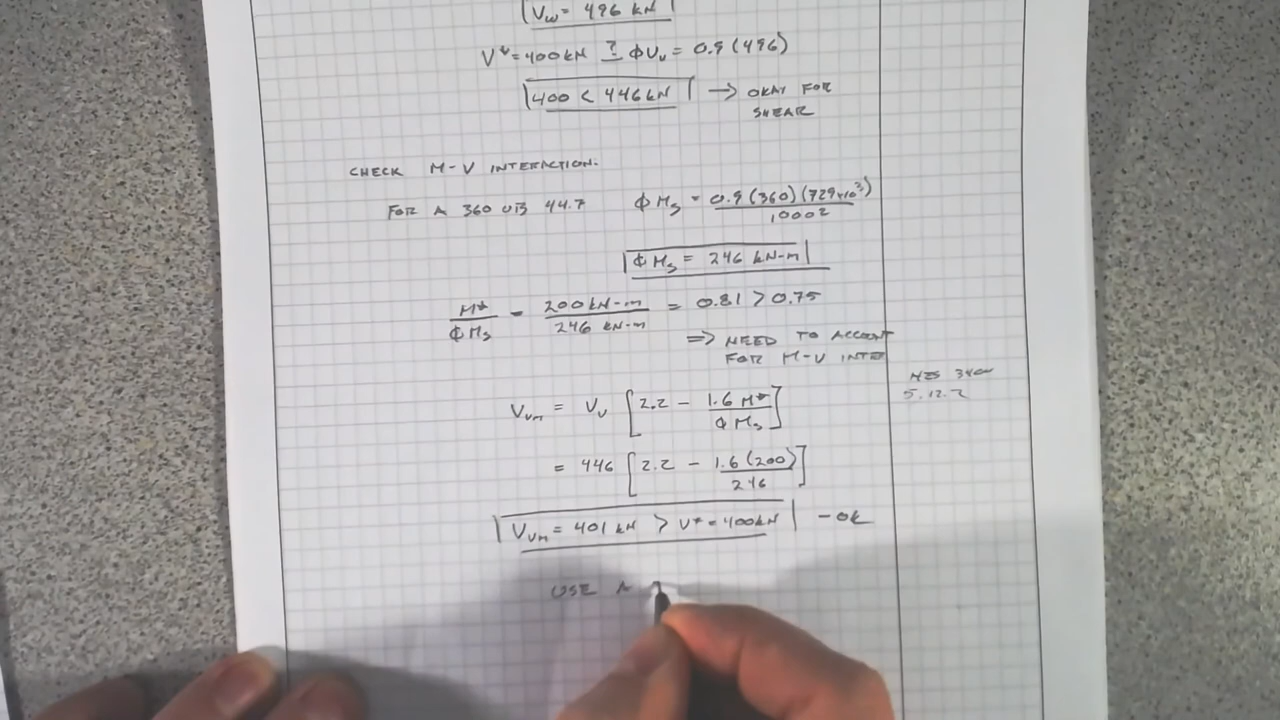 Vw = 496 kN
V* = 400 kN ? ϕVv = 0.9 (496)
400 < 446 kN → OKAY FOR
SHEAR
CHECK M-V INTERACTION.
FOR A 360 UB 44.7 ϕMs = 0.9 (360) (729×10³)
1000²
ϕMs = 246 kN-m
M* / ϕMs = 200 kN-m / 246 kN-m = 0.81 > 0.75
⇒ NEED TO ACCOUNT
FOR M-V INTER
NZS 3404
5.12.2
Vvm = Vv [2.2 - 1.6 M* / ϕMs]
= 446 [2.2 - 1.6 (200) / 246]
Vvm = 401 kN > V* = 400 kN - OK
USE A